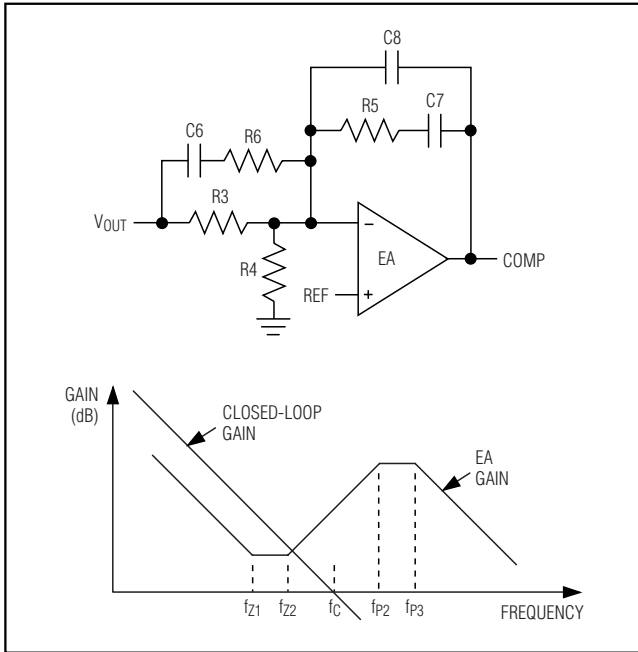 C8
R5
C7
C6
R6
R3
VOUT
R4
−
EA
COMP
REF
+
GAIN
(dB)
CLOSED-LOOP
GAIN
EA
GAIN
fZ1 fZ2 fC fP2 fP3
FREQUENCY